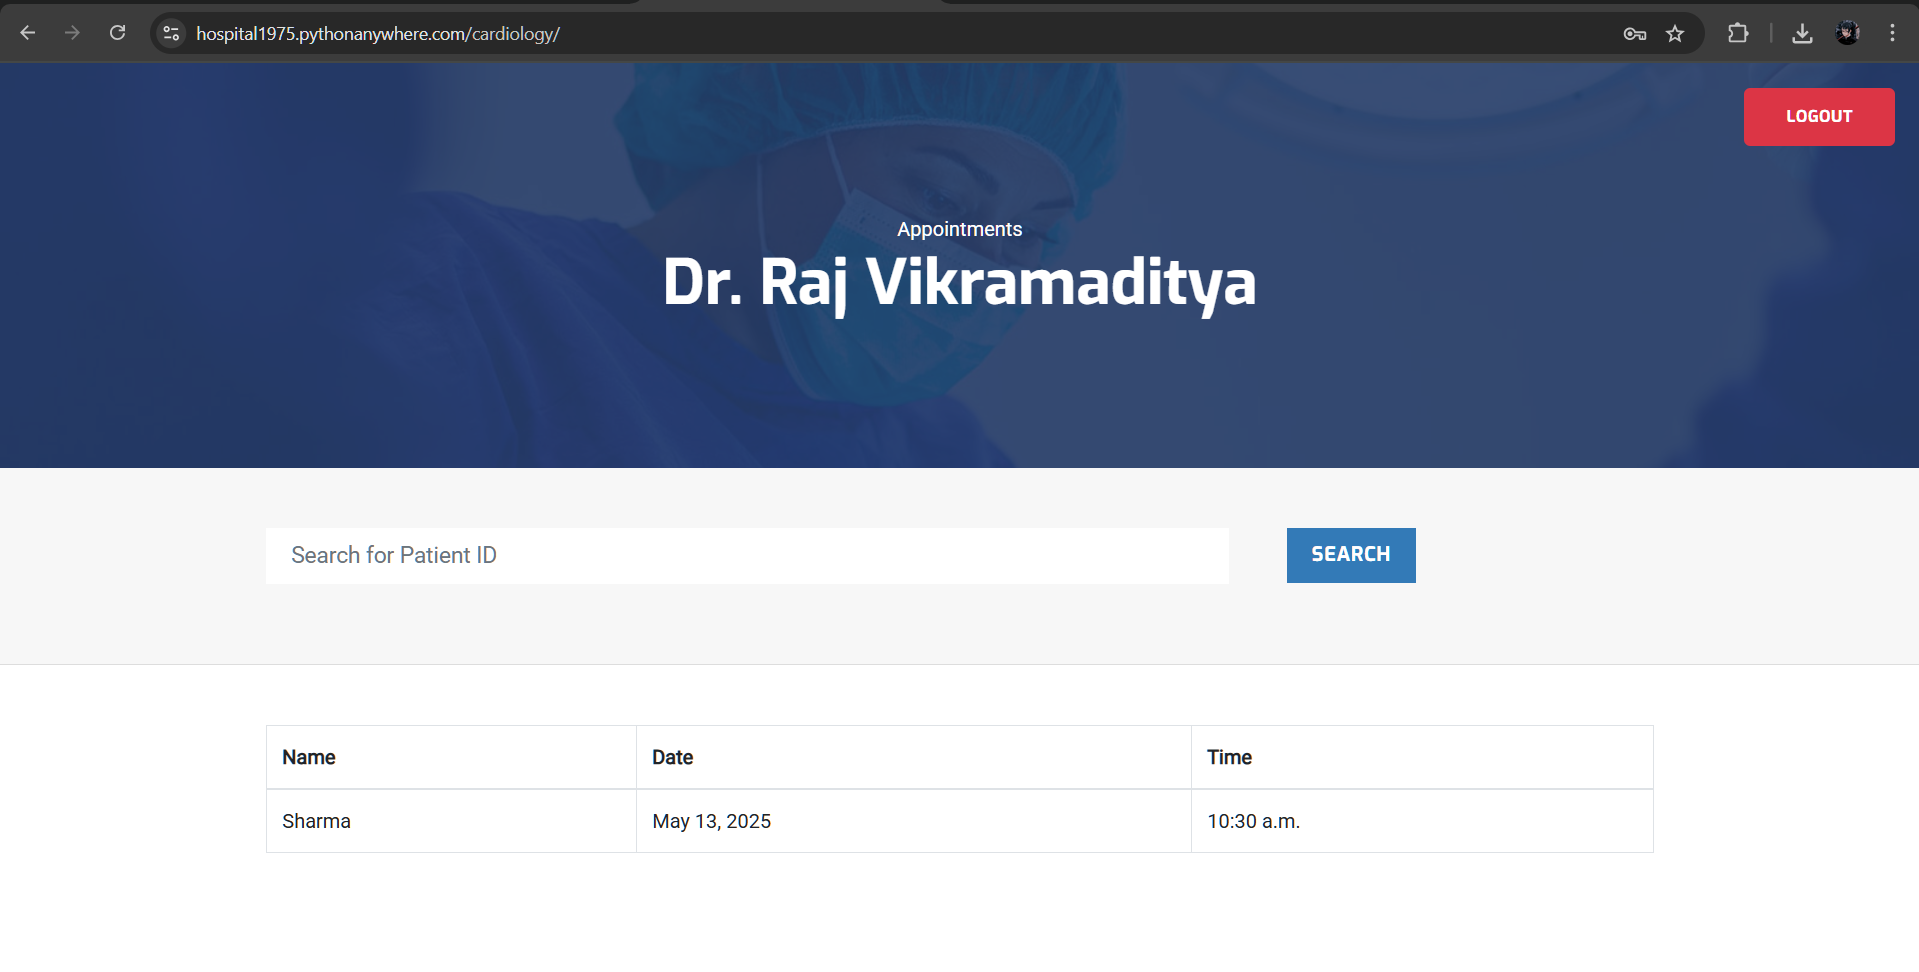 hospital1975.pythonanywhere.com/cardiology/
LOGOUT
Appointments
Dr. Raj Vikramaditya
Search for Patient ID
SEARCH
Name Date Time
Sharma May 13, 2025 10:30 a.m.